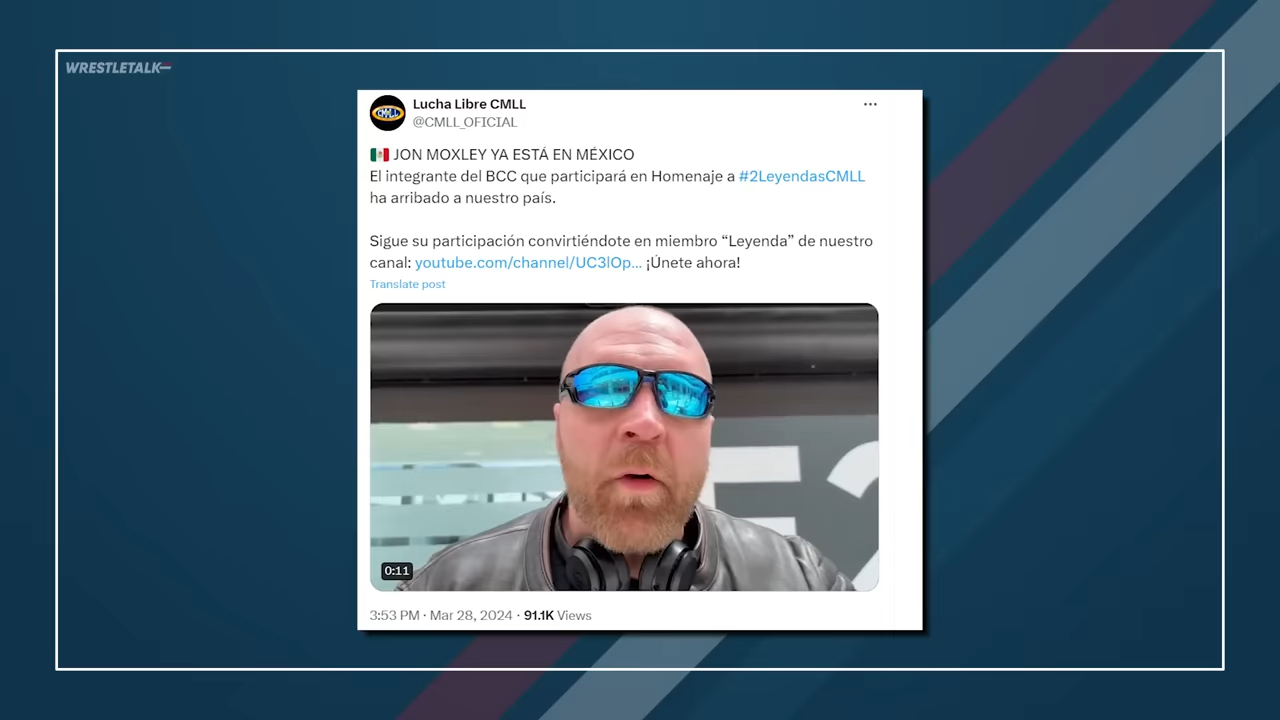 WRESTLETALK
Lucha Libre CMLL
@CMLL_OFICIAL
CMLL
🇲🇽 JON MOXLEY YA ESTÁ EN MÉXICO
El integrante del BCC que participará en Homenaje a #2LeyendasCMLL
ha arribado a nuestro país.
Sigue su participación convirtiéndote en miembro “Leyenda” de nuestro
canal: youtube.com/channel/UC3lOp... ¡Únete ahora!
Translate post
E2
0:11
3:53 PM · Mar 28, 2024 · 91.1K Views